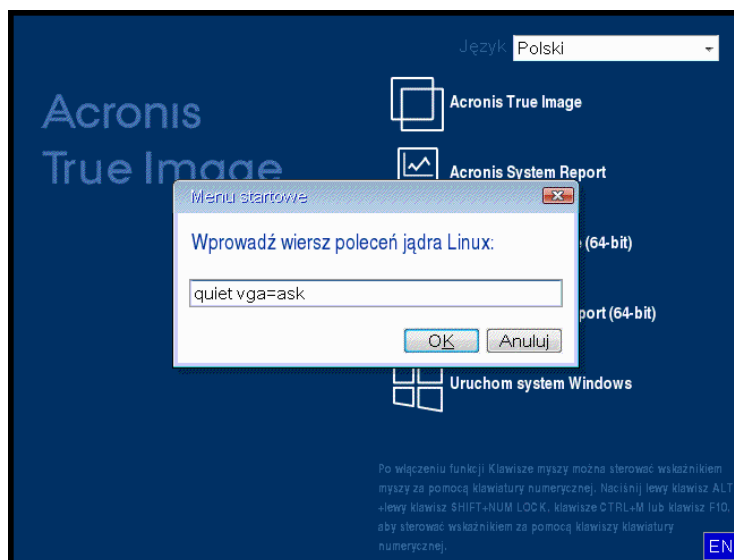 Język Polski
Acronis
True Image
Acronis True Image
Acronis System Report
Menu startowe
Wprowadź wiersz poleceń jądra Linux:
(64-bit)
quiet vga=ask
port (64-bit)
OK Anuluj
Uruchom system Windows
Po włączeniu funkcji Klawisze myszy można sterować wskaźnikiem
myszy za pomocą klawiatury numerycznej. Naciśnij lewy klawisz ALT
+lewy klawisz SHIFT+NUM LOCK. klawisze CTRL+M lub klawisz F10,
aby sterować wskaźnikiem za pomocą klawiszy klawiatury
numerycznej.
EN